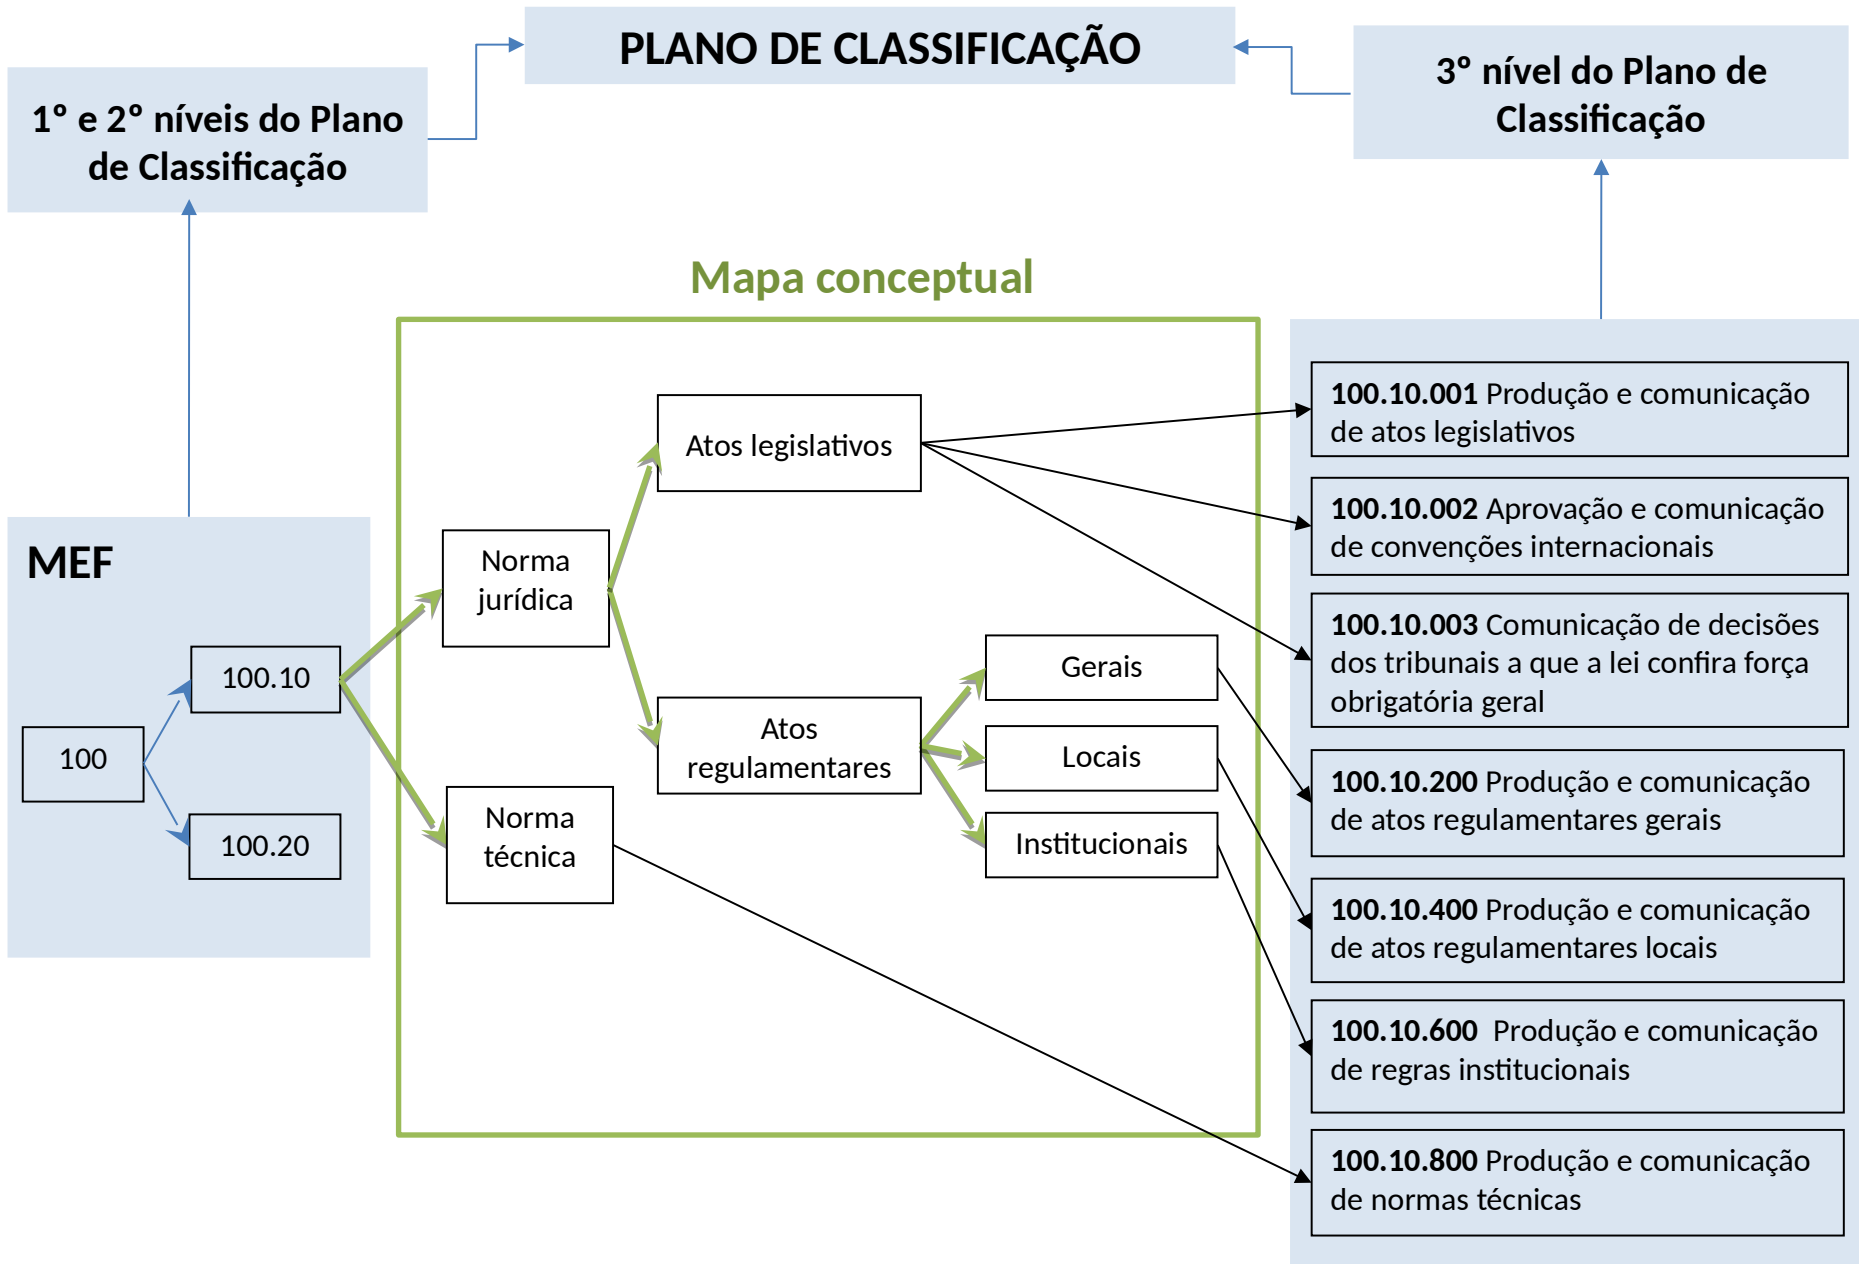 PLANO DE CLASSIFICAÇÃO
1º e 2º níveis do Plano
de Classificação
3º nível do Plano de
Classificação
Mapa conceptual
MEF
100
100.10
100.20
Norma
jurídica
Norma
técnica
Atos legislativos
Atos
regulamentares
Gerais
Locais
Institucionais
100.10.001 Produção e comunicação
de atos legislativos
100.10.002 Aprovação e comunicação
de convenções internacionais
100.10.003 Comunicação de decisões
dos tribunais a que a lei confira força
obrigatória geral
100.10.200 Produção e comunicação
de atos regulamentares gerais
100.10.400 Produção e comunicação
de atos regulamentares locais
100.10.600 Produção e comunicação
de regras institucionais
100.10.800 Produção e comunicação
de normas técnicas